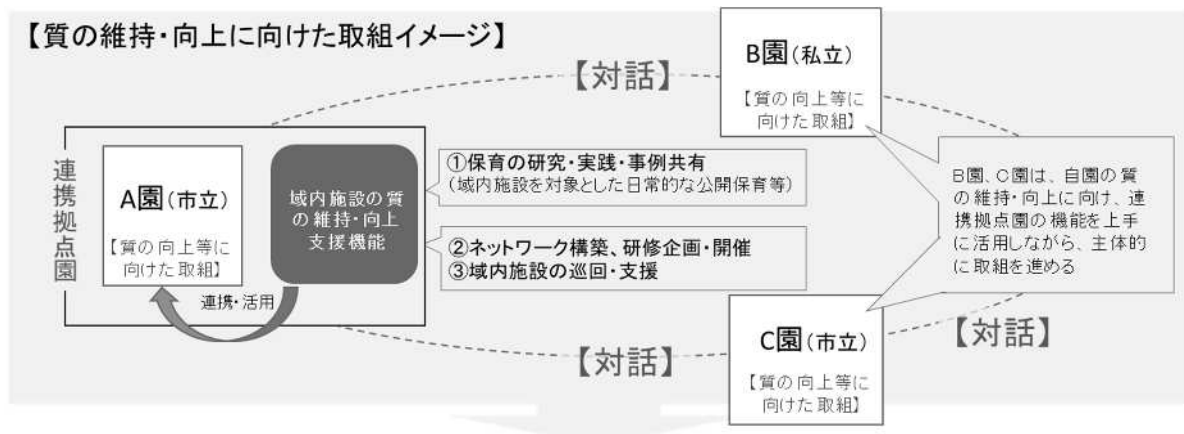 【質の維持・向上に向けた取組イメージ】
【対話】
B園(私立)
【質の向上等に
向けた取組】
連携拠点園
A園(市立)
【質の向上等に
向けた取組】
域内施設の質
の維持・向上
支援機能
連携・活用
①保育の研究・実践・事例共有
(域内施設を対象とした日常的な公開保育等)
②ネットワーク構築、研修企画・開催
③域内施設の巡回・支援
B園、C園は、自園の質
の維持・向上に向け、連
携拠点園の機能を上手
に活用しながら、主体的
に取組を進める
【対話】
C園(市立)
【質の向上等に
向けた取組】
【対話】